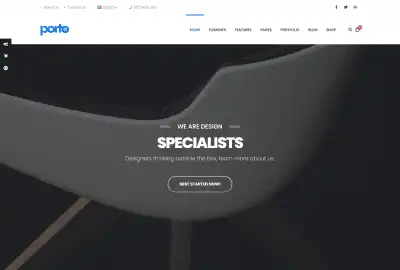 porto
HOME ELEMENTS FEATURES PAGES PORTFOLIO BLOG SHOP
WE ARE DESIGN
SPECIALISTS
Designers thinking outside the box, learn more about us.
GET STARTED NOW!